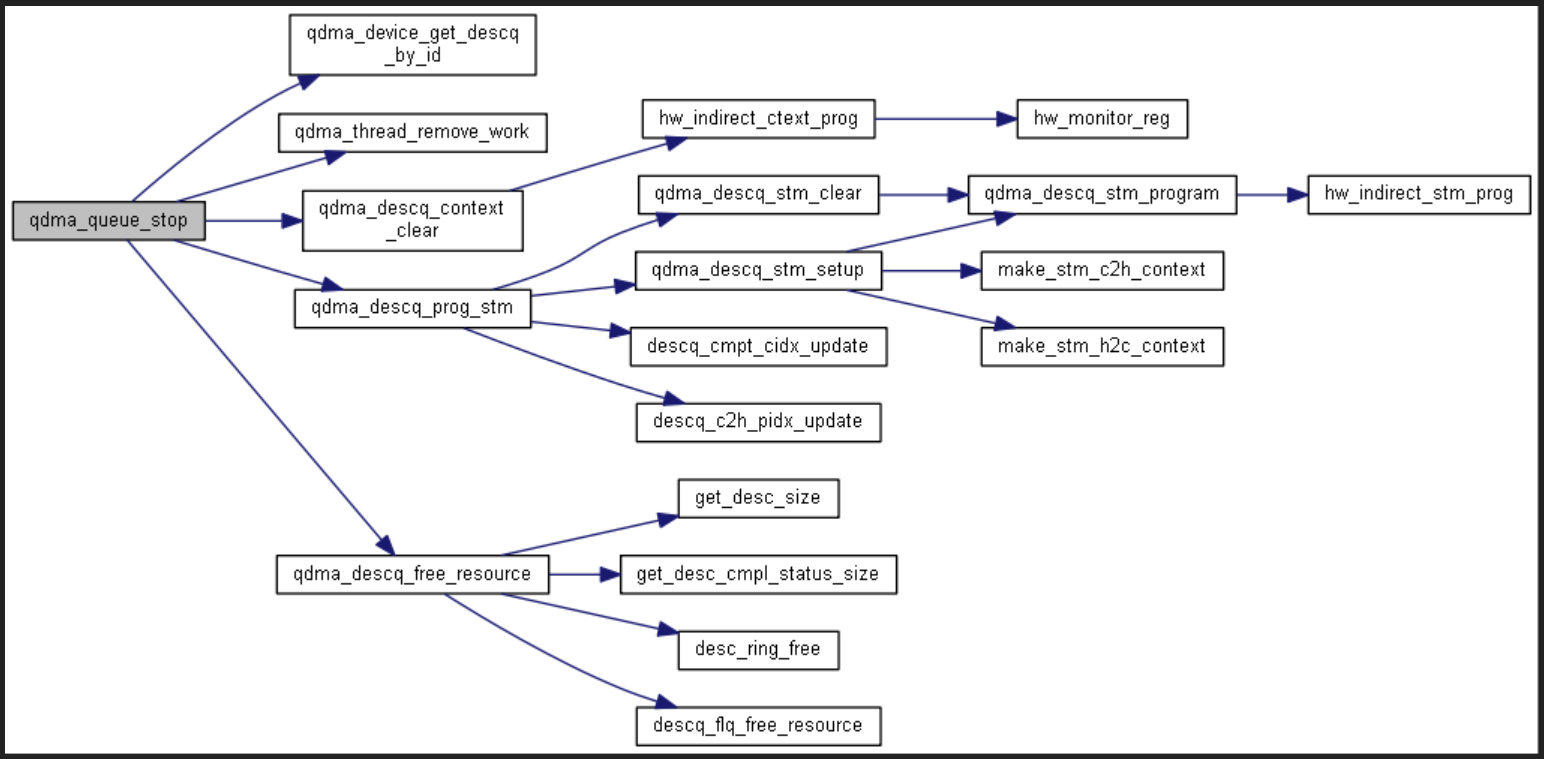 qdma_device_get_descq
_by_id
qdma_thread_remove_work
hw_indirect_ctext_prog
hw_monitor_reg
qdma_descq_stm_clear
qdma_descq_stm_program
hw_indirect_stm_prog
qdma_queue_stop
qdma_descq_context
_clear
qdma_descq_stm_setup
make_stm_c2h_context
qdma_descq_prog_stm
descq_cmpt_cidx_update
make_stm_h2c_context
descq_c2h_pidx_update
get_desc_size
qdma_descq_free_resource
get_desc_cmpl_status_size
desc_ring_free
descq_flq_free_resource